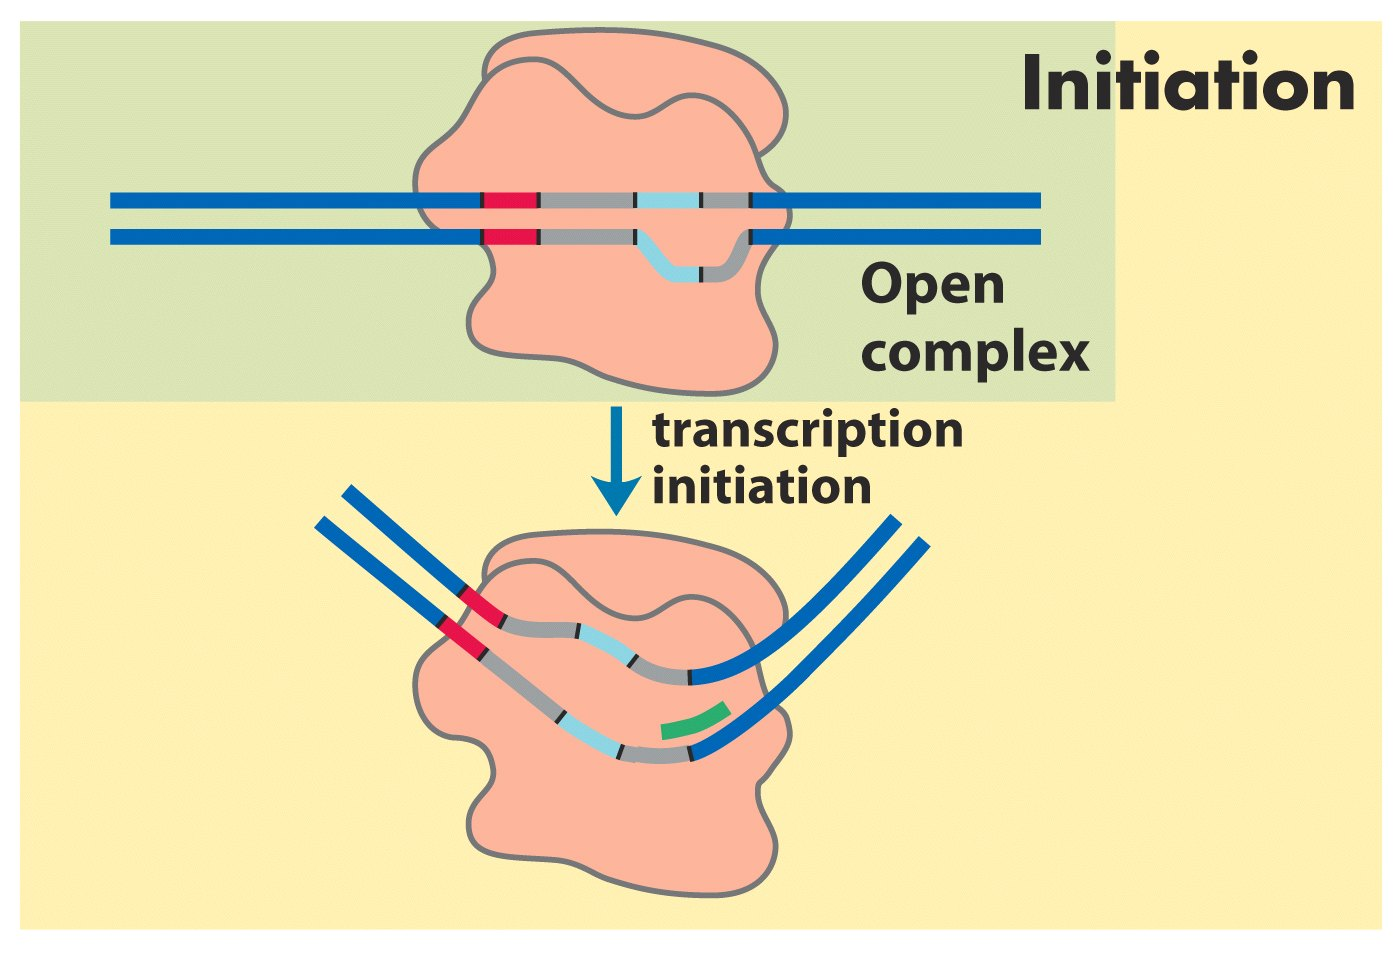 Initiation
Open
complex
transcription
initiation